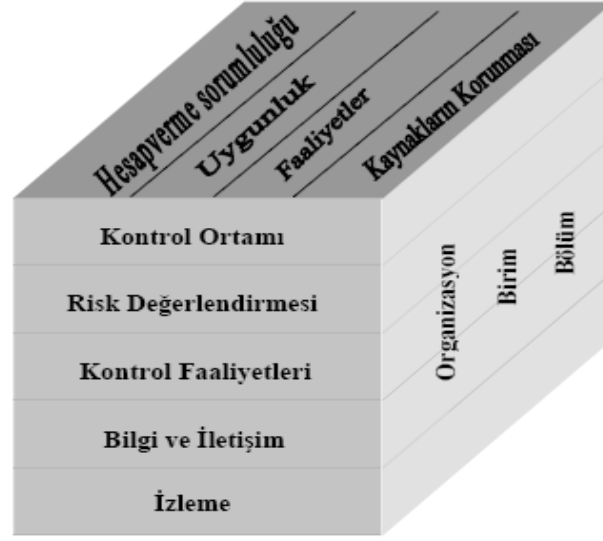 Hesapverme sorumluluğu
Uygunluk
Faaliyetler
Kaynakların Korunması
Kontrol Ortamı
Risk Değerlendirmesi
Kontrol Faaliyetleri
Bilgi ve İletişim
İzleme
Organizasyon
Birim
Bölüm